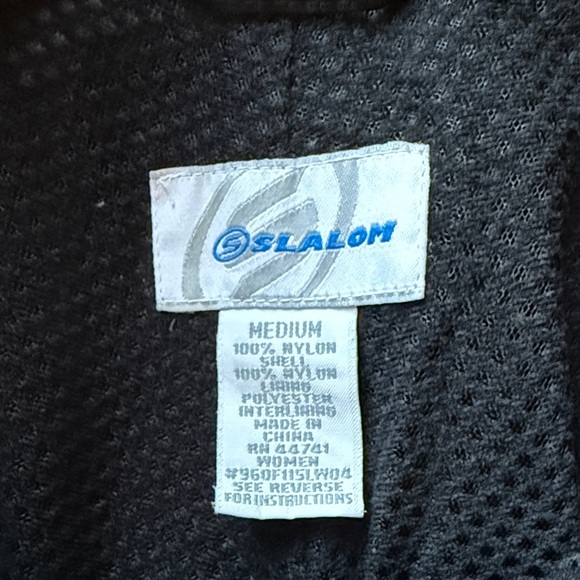 SLALOM
MEDIUM
100% NYLON
SHELL
100% NYLON
LINING
POLYESTER
INTERLINING
MADE IN
CHINA
RN 44741
WOMEN
#960F115LW04
SEE REVERSE
FOR INSTRUCTIONS